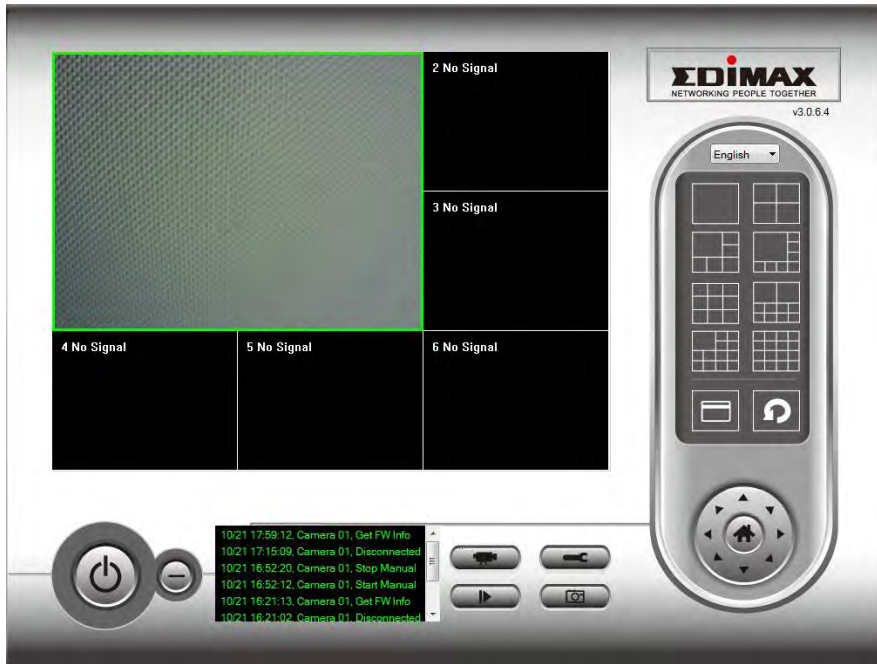 2 No Signal
3 No Signal
4 No Signal
5 No Signal
6 No Signal
EDIMAX
NETWORKING PEOPLE TOGETHER
v3.0.6.4
English
10/21 17:59:12, Camera 01, Get FW Info
10/21 17:15:09, Camera 01, Disconnected
10/21 16:52:20, Camera 01, Stop Manual
10/21 16:52:12, Camera 01, Start Manual
10/21 16:21:13, Camera 01, Get FW Info
10/21 16:21:02, Camera 01, Disconnected